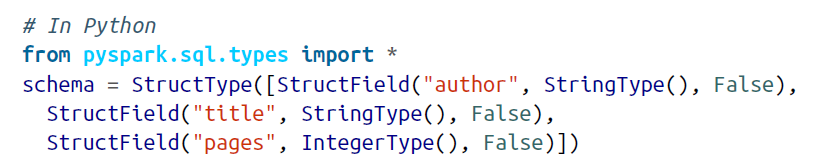 # In Python
from pyspark.sql.types import *
schema = StructType([StructField("author", StringType(), False),
  StructField("title", StringType(), False),
  StructField("pages", IntegerType(), False)])